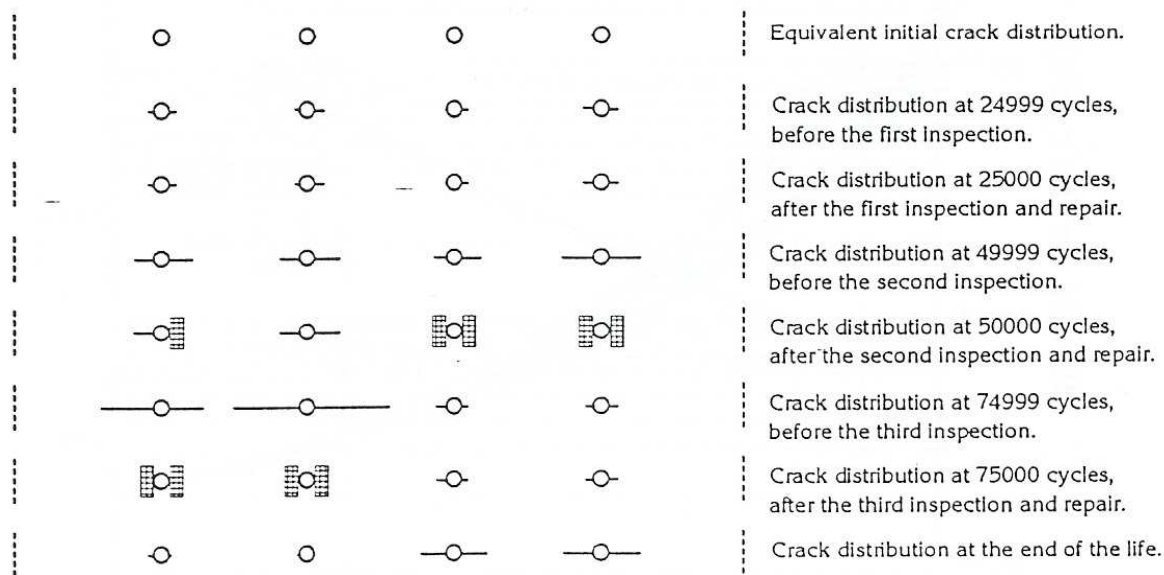 Equivalent initial crack distribution.
Crack distribution at 24999 cycles,
before the first inspection.
Crack distribution at 25000 cycles,
after the first inspection and repair.
Crack distribution at 49999 cycles,
before the second inspection.
Crack distribution at 50000 cycles,
after the second inspection and repair.
Crack distribution at 74999 cycles,
before the third inspection.
Crack distribution at 75000 cycles,
after the third inspection and repair.
Crack distribution at the end of the life.